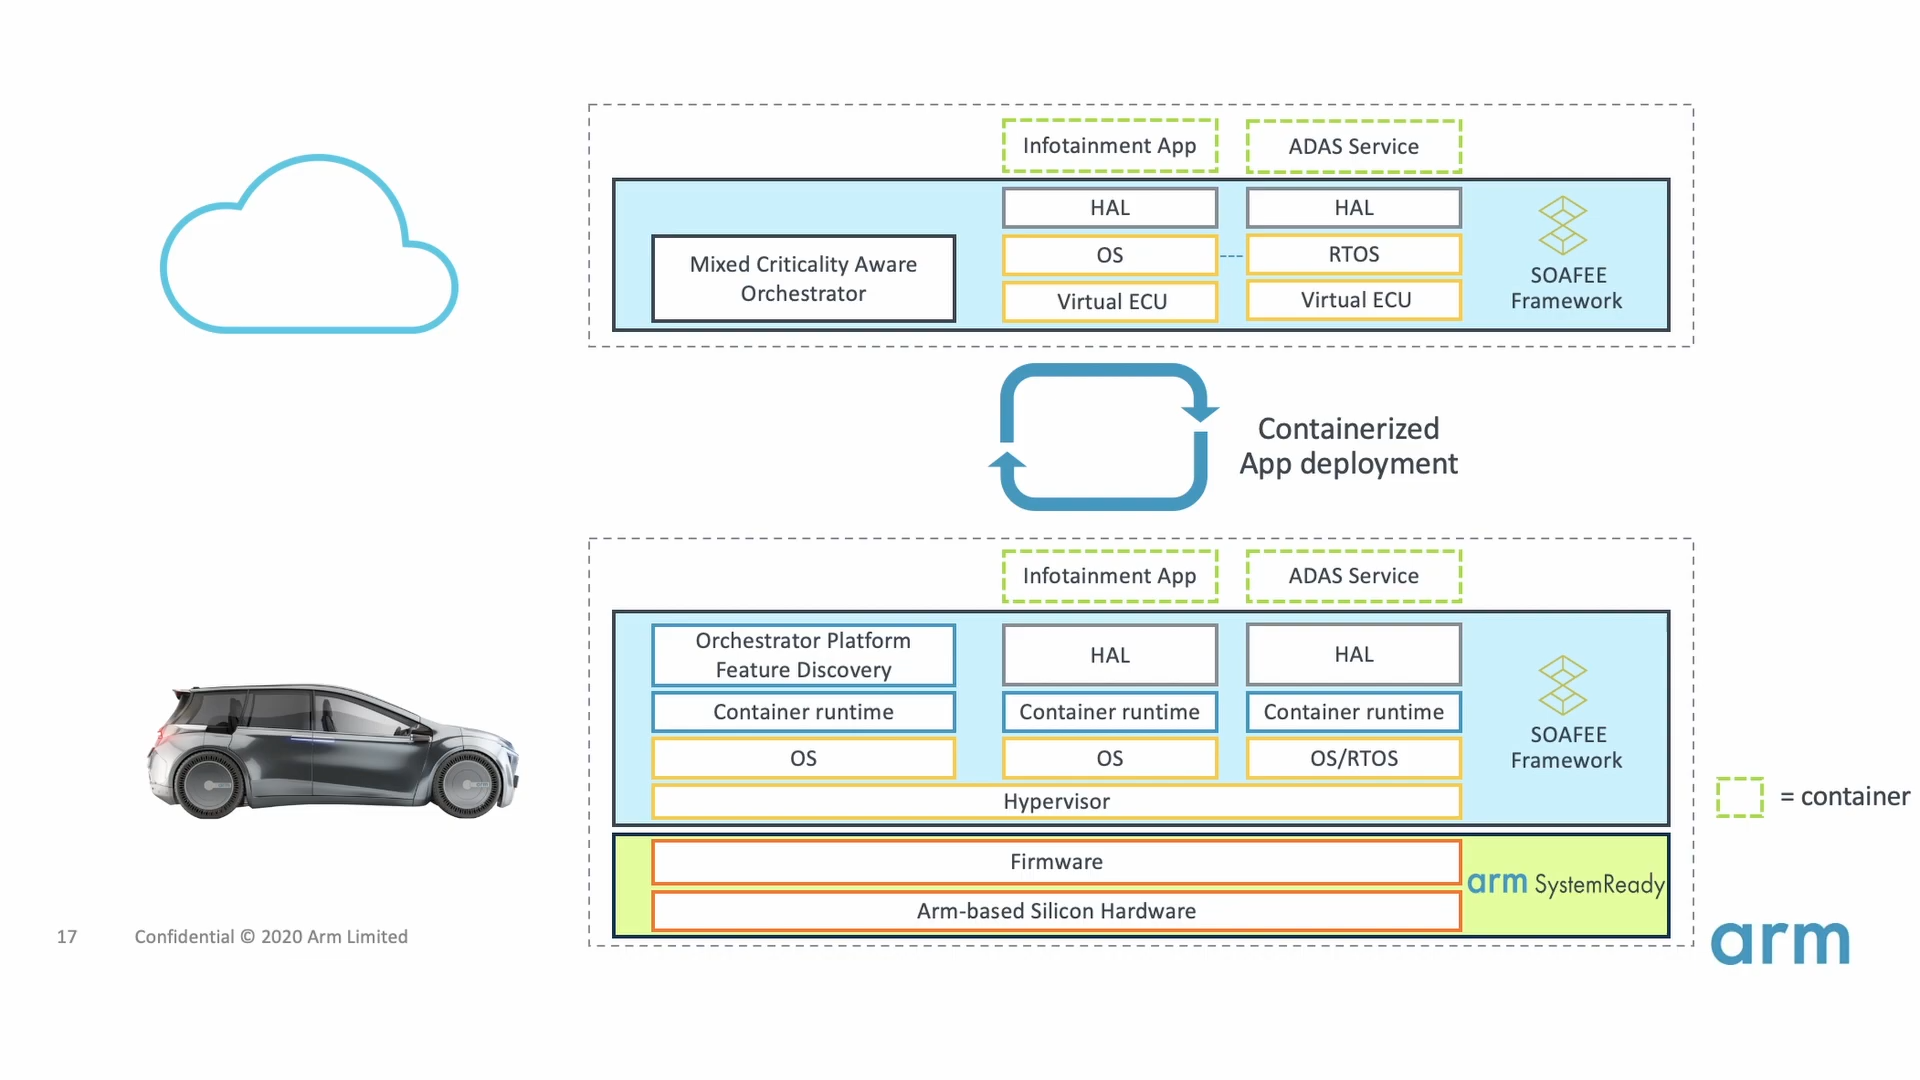 Infotainment App
ADAS Service
HAL
HAL
Mixed Criticality Aware
Orchestrator
OS
RTOS
Virtual ECU
Virtual ECU
SOAFEE
Framework
Containerized
App deployment
Infotainment App
ADAS Service
Orchestrator Platform
Feature Discovery
HAL
HAL
Container runtime
Container runtime
Container runtime
OS
OS
OS/RTOS
SOAFEE
Framework
Hypervisor
= container
Firmware
arm SystemReady
Arm-based Silicon Hardware
17
Confidential © 2020 Arm Limited
arm
arm
arm